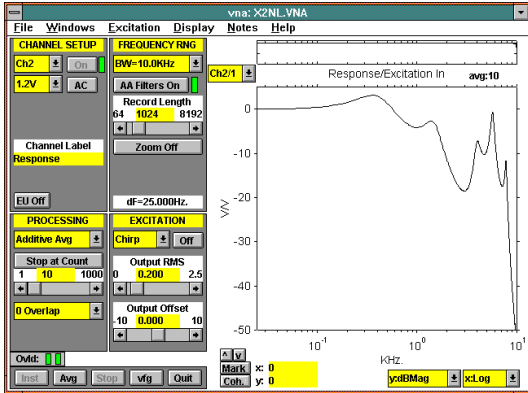 vna: X2NL.VNA
File Windows Excitation Display Notes Help
CHANNEL SETUP
Ch2 On
1.2V AC
Channel Label
Response
EU Off
FREQUENCY RNG
BW=10.0KHz
AA Filters On
Record Length
64 1024 8192
Zoom Off
dF=25.000Hz.
PROCESSING
Additive Avg
Stop at Count
1 10 1000
0 Overlap
EXCITATION
Chirp Off
Output RMS
0 0.200 2.5
Output Offset
-10 0.000 10
Ovld:
Inst Avg Stop vfg Quit
Ch2/1
Response/Excitation In avg:10
V/V
0
-10
-20
-30
-40
-50
10-1 100 101
KHz.
^ v
Mark x: 0
Coh. y: 0
y:dBMag x:Log